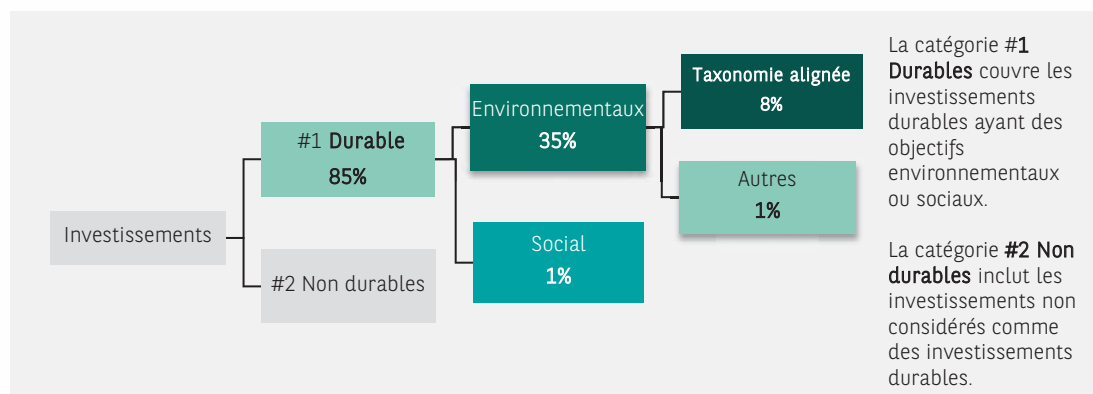 Investissements
#1 Durable
85%
#2 Non durables
Environnementaux
35%
Social
1%
Taxonomie alignée
8%
Autres
1%
La catégorie #1
Durables couvre les
investissements
durables ayant des
objectifs
environnementaux
ou sociaux.
La catégorie #2 Non
durables inclut les
investissements non
considérés comme
des investissements
durables.